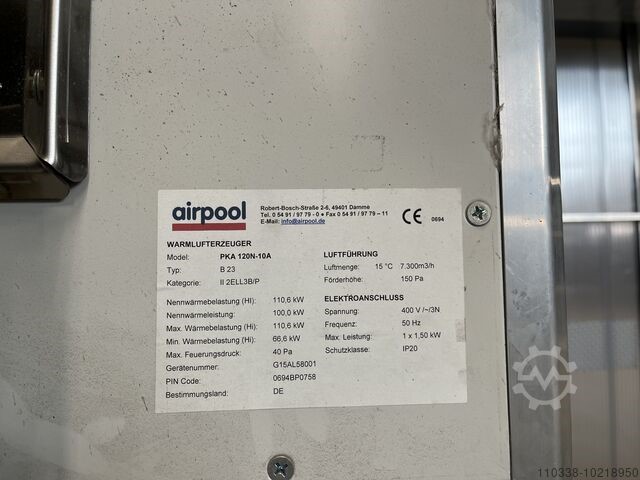 airpool
Robert-Bosch-Straße 2-6, 49401 Damme
Tel. 0 54 91 / 97 79 - 0 ● Fax 0 54 91 / 97 79 – 11
E-Mail: info@airpool.de
CE 0694
WARMLUFTERZEUGER
Model: PKA 120N-10A
Typ: B 23
Kategorie: II 2ELL3B/P
Nennwärmebelastung (Hi): 110,6 kW
Nennwärmeleistung: 100,0 kW
Max. Wärmebelastung (Hi): 110,6 kW
Min. Wärmebelastung (Hi): 66,6 kW
Max. Feuerungsdruck: 40 Pa
Gerätenummer: G15AL58001
PIN Code: 0694BP0758
Bestimmungsland: DE
LUFTFÜHRUNG
Luftmenge: 15 °C 7.300m3/h
Förderhöhe: 150 Pa
ELEKTROANSCHLUSS
Spannung: 400 V /~/3N
Frequenz: 50 Hz
Max. Leistung: 1 x 1,50 kW
Schutzklasse: IP20
110338-10218950